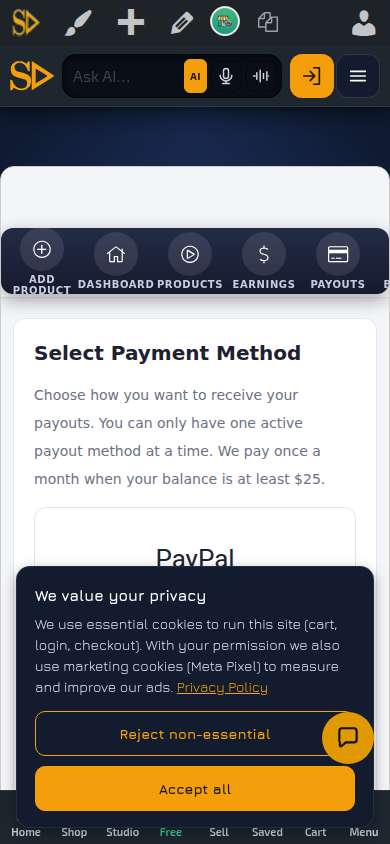 SD
SD
Ask AI...
AI
ADD
PRODUCT
DASHBOARD
PRODUCTS
EARNINGS
PAYOUTS
Select Payment Method
Choose how you want to receive your
payouts. You can only have one active
payout method at a time. We pay once a
month when your balance is at least $25.
PayPal
We value your privacy
We use essential cookies to run this site (cart,
login, checkout). With your permission we also
use marketing cookies (Meta Pixel) to measure
and improve our ads. Privacy Policy
Reject non-essential
Accept all
Home Shop Studio Free Sell Saved Cart Menu